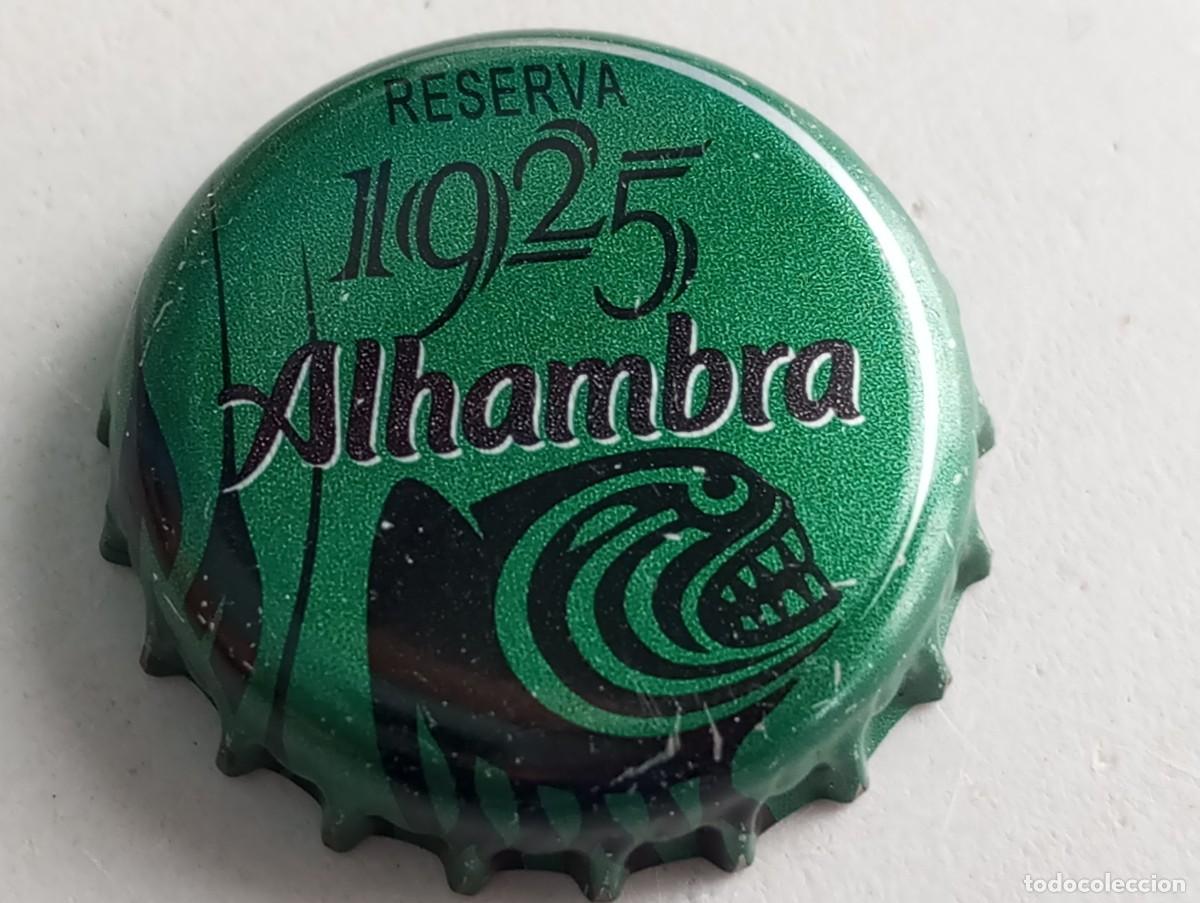 RESERVA
1925
Alhambra
todocoleccion